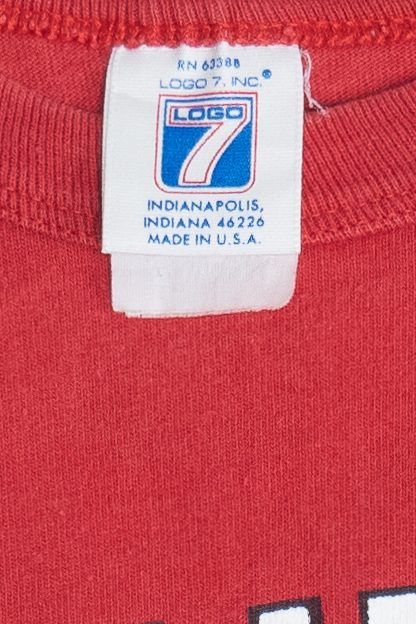 RN 63388
LOGO 7, INC.®
LOGO
7
INDIANAPOLIS,
INDIANA 46226
MADE IN U.S.A.